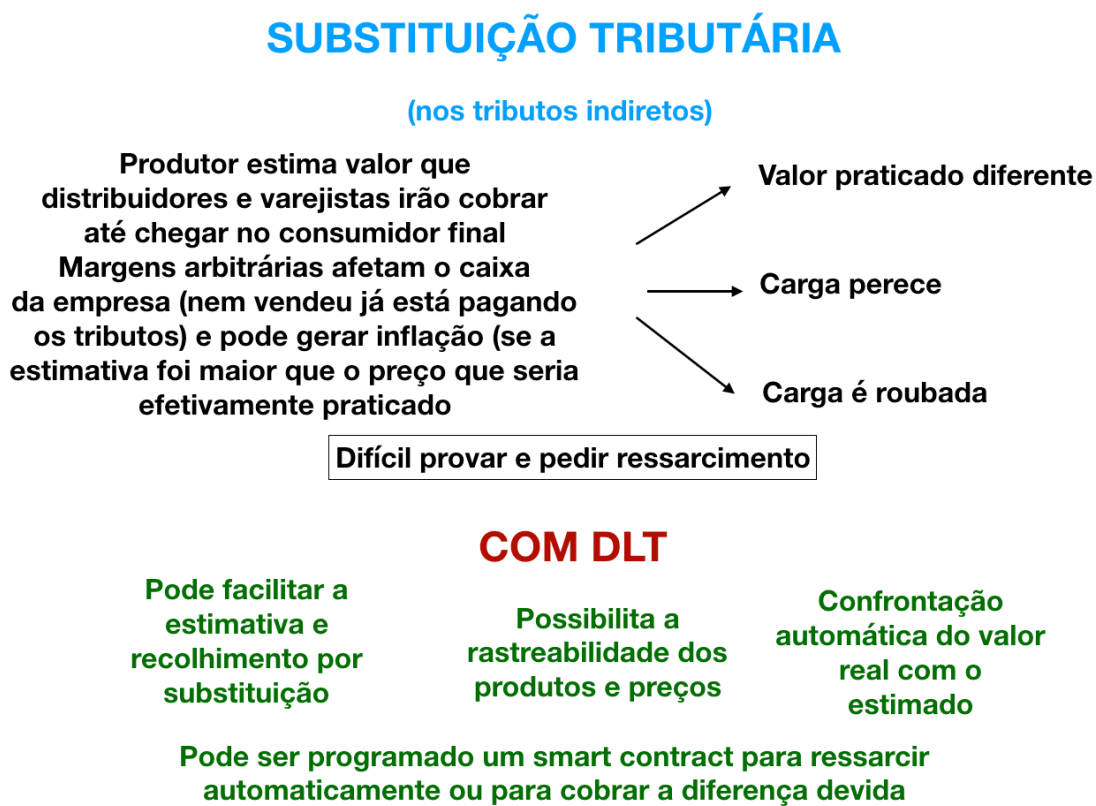 SUBSTITUIÇÃO TRIBUTÁRIA
(nos tributos indiretos)
Produtor estima valor que
distribuidores e varejistas irão cobrar
até chegar no consumidor final
Margens arbitrárias afetam o caixa
da empresa (nem vendeu já está pagando
os tributos) e pode gerar inflação (se a
estimativa foi maior que o preço que seria
efetivamente praticado
Valor praticado diferente
Carga perece
Carga é roubada
Difícil provar e pedir ressarcimento
COM DLT
Pode facilitar a
estimativa e
recolhimento por
substituição
Possibilita a
rastreabilidade dos
produtos e preços
Confrontação
automática do valor
real com o
estimado
Pode ser programado um smart contract para ressarcir
automaticamente ou para cobrar a diferença devida